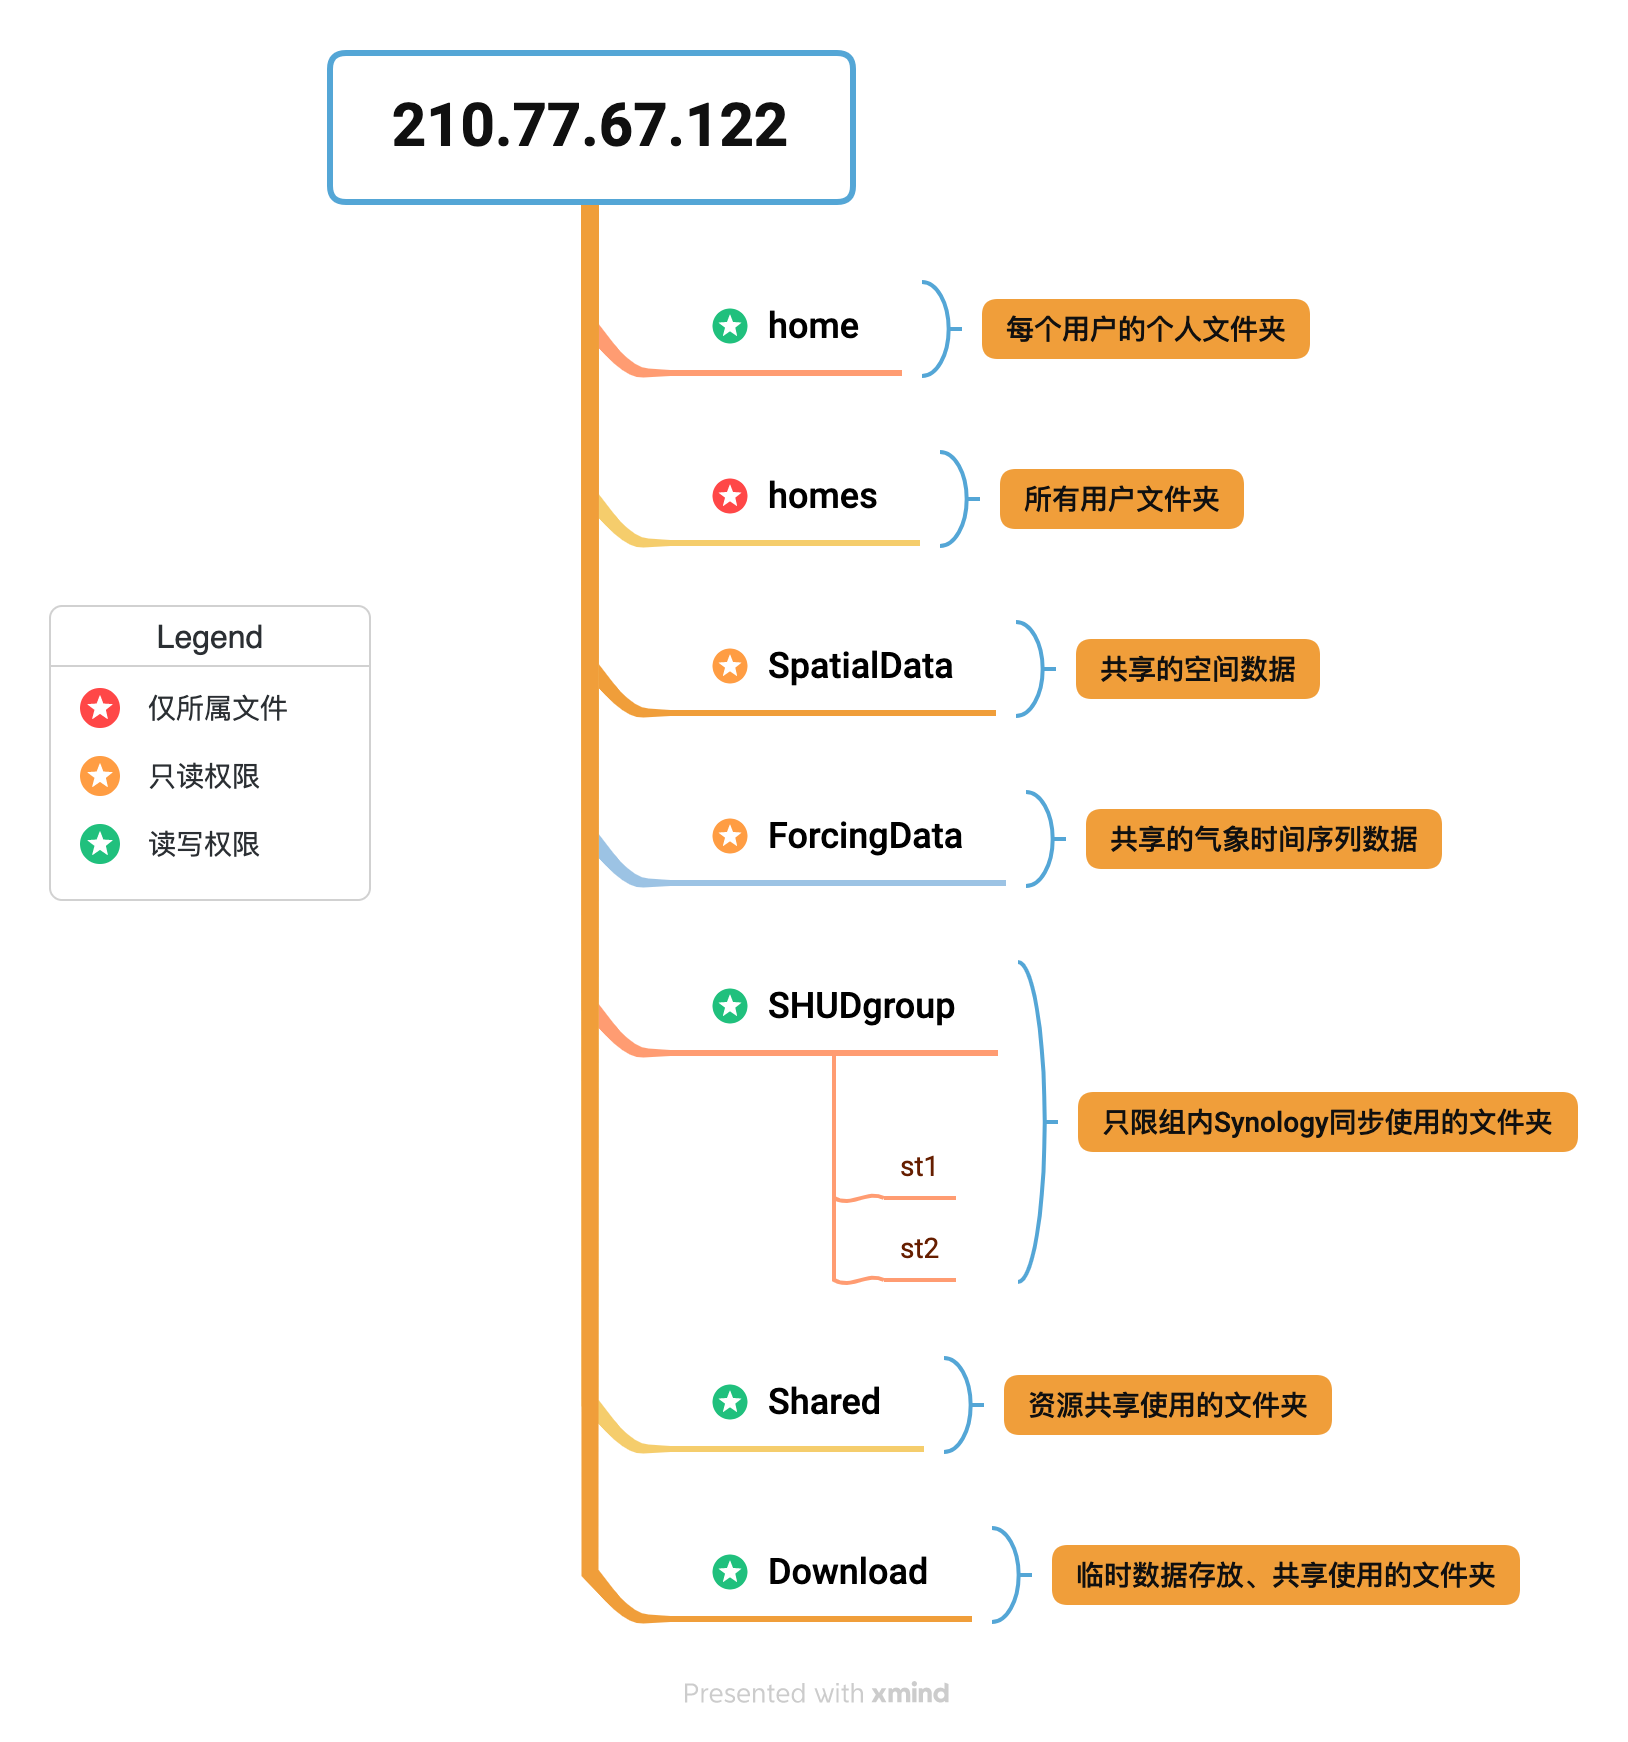 210.77.67.122
home
每个用户的个人文件夹
homes
所有用户文件夹
Legend
仅所属文件
只读权限
读写权限
SpatialData
共享的空间数据
ForcingData
共享的气象时间序列数据
SHUDgroup
只限组内Synology同步使用的文件夹
st1
st2
Shared
资源共享使用的文件夹
Download
临时数据存放、共享使用的文件夹
Presented with xmind